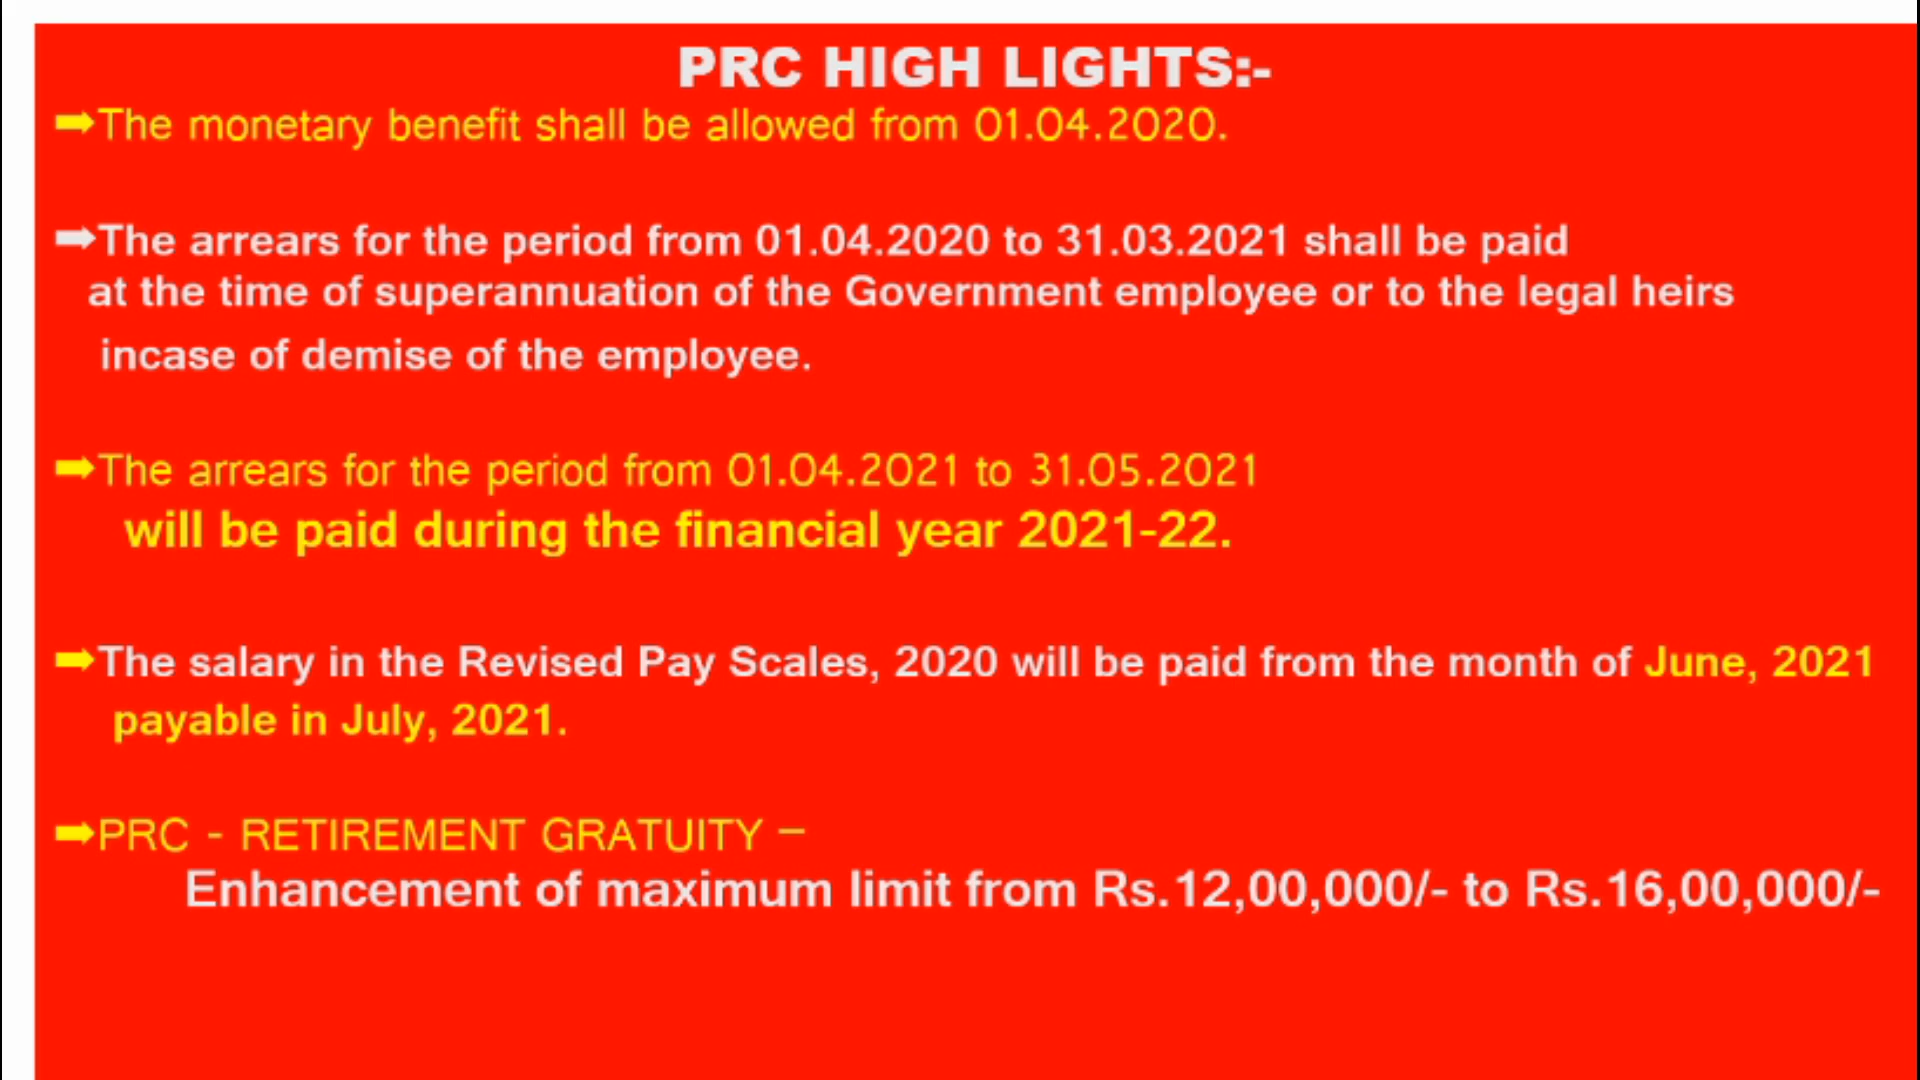 PRC HIGH LIGHTS:-
➡The monetary benefit shall be allowed from 01.04.2020.
➡The arrears for the period from 01.04.2020 to 31.03.2021 shall be paid
at the time of superannuation of the Government employee or to the legal heirs
incase of demise of the employee.
➡The arrears for the period from 01.04.2021 to 31.05.2021
will be paid during the financial year 2021-22.
➡The salary in the Revised Pay Scales, 2020 will be paid from the month of June, 2021
payable in July, 2021.
➡PRC - RETIREMENT GRATUITY –
Enhancement of maximum limit from Rs.12,00,000/- to Rs.16,00,000/-